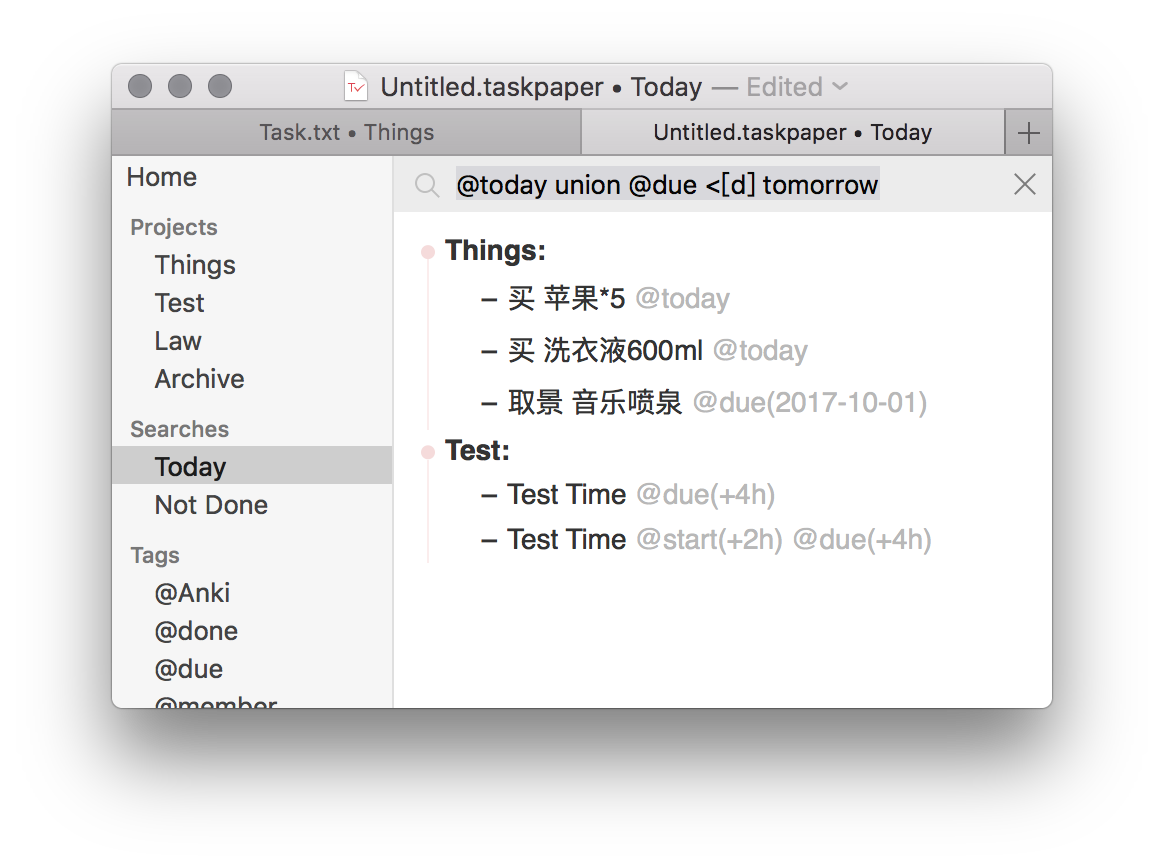 Untitled.taskpaper • Today — Edited
Task.txt • Things
Untitled.taskpaper • Today
Home
Projects
Things
Test
Law
Archive
Searches
Today
Not Done
Tags
@Anki
@done
@due
@member
@today union @due <[d] tomorrow
Things:
– 买 苹果*5 @today
– 买 洗衣液600ml @today
– 取景 音乐喷泉 @due(2017-10-01)
Test:
– Test Time @due(+4h)
– Test Time @start(+2h) @due(+4h)